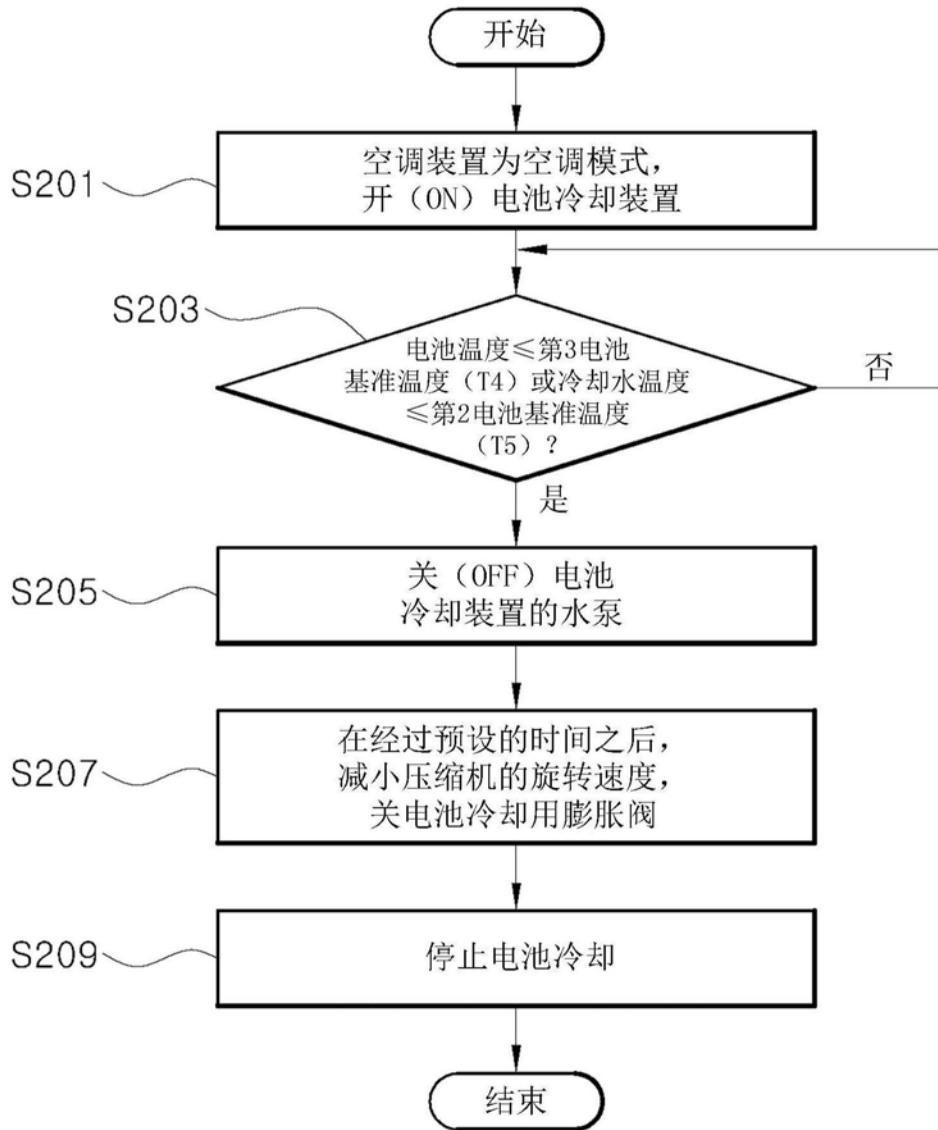 开始
S201
空调装置为空调模式，
开（ON）电池冷却装置
S203
电池温度≤第3电池
基准温度（T4）或冷却水温度
≤第2电池基准温度
（T5）？
否
是
S205
关（OFF）电池
冷却装置的水泵
S207
在经过预设的时间之后，
减小压缩机的旋转速度，
关电池冷却用膨胀阀
S209
停止电池冷却
结束